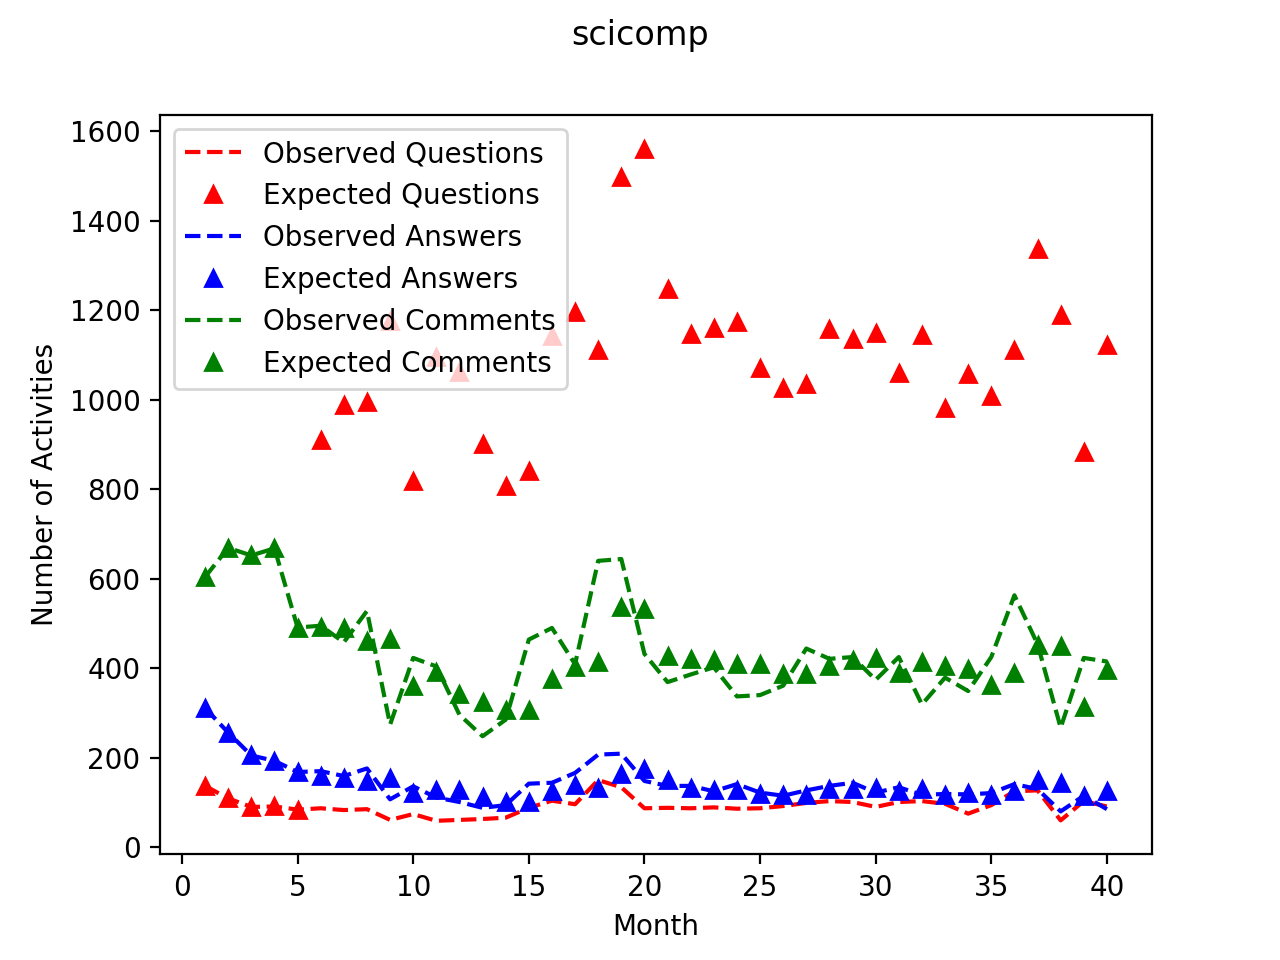 scicomp
1600
1400
1200
1000
800
600
400
200
0
Number of Activities
Observed Questions
Expected Questions
Observed Answers
Expected Answers
Observed Comments
Expected Comments
0 5 10 15 20 25 30 35 40
Month